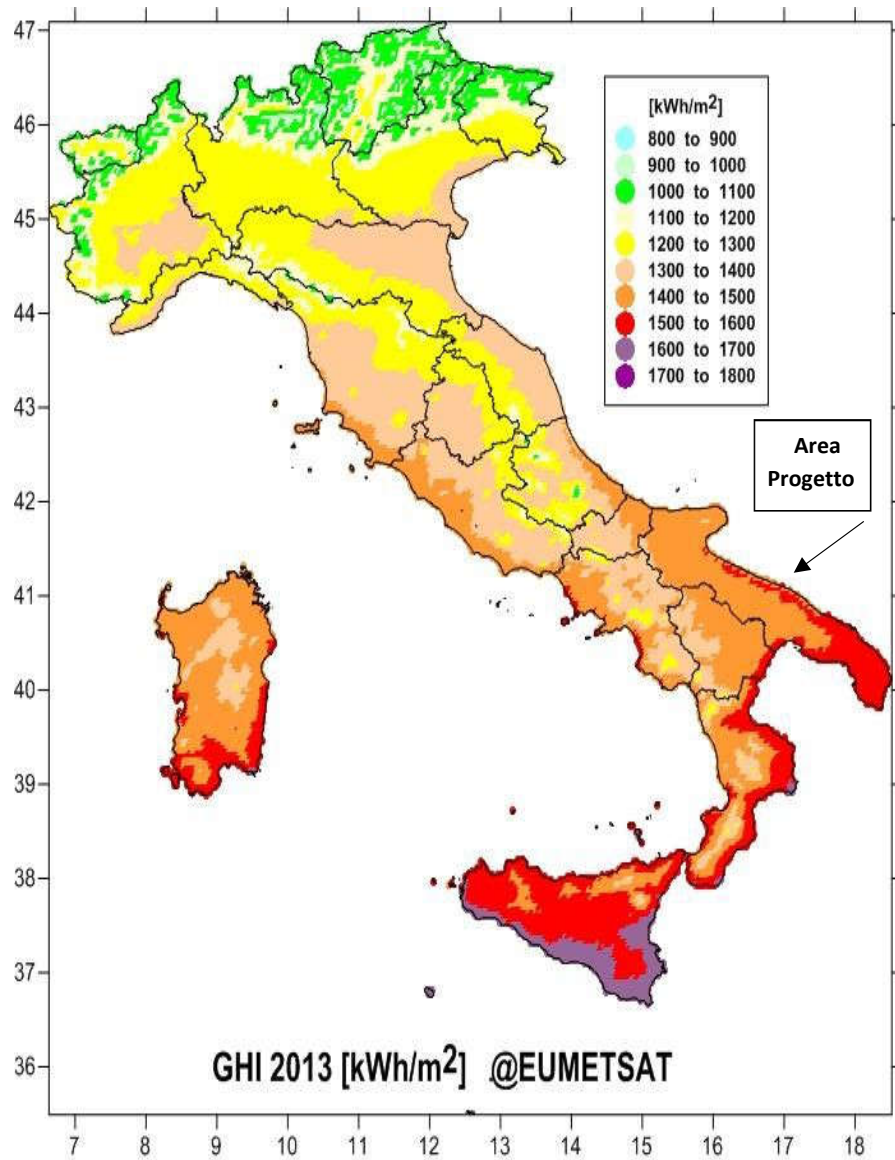 47
46
45
44
43
42
41
40
39
38
37
36
[kWh/m2]
800 to 900
900 to 1000
1000 to 1100
1100 to 1200
1200 to 1300
1300 to 1400
1400 to 1500
1500 to 1600
1600 to 1700
1700 to 1800
Area
Progetto
GHI 2013 [kWh/m2] @EUMETSAT
7 8 9 10 11 12 13 14 15 16 17 18